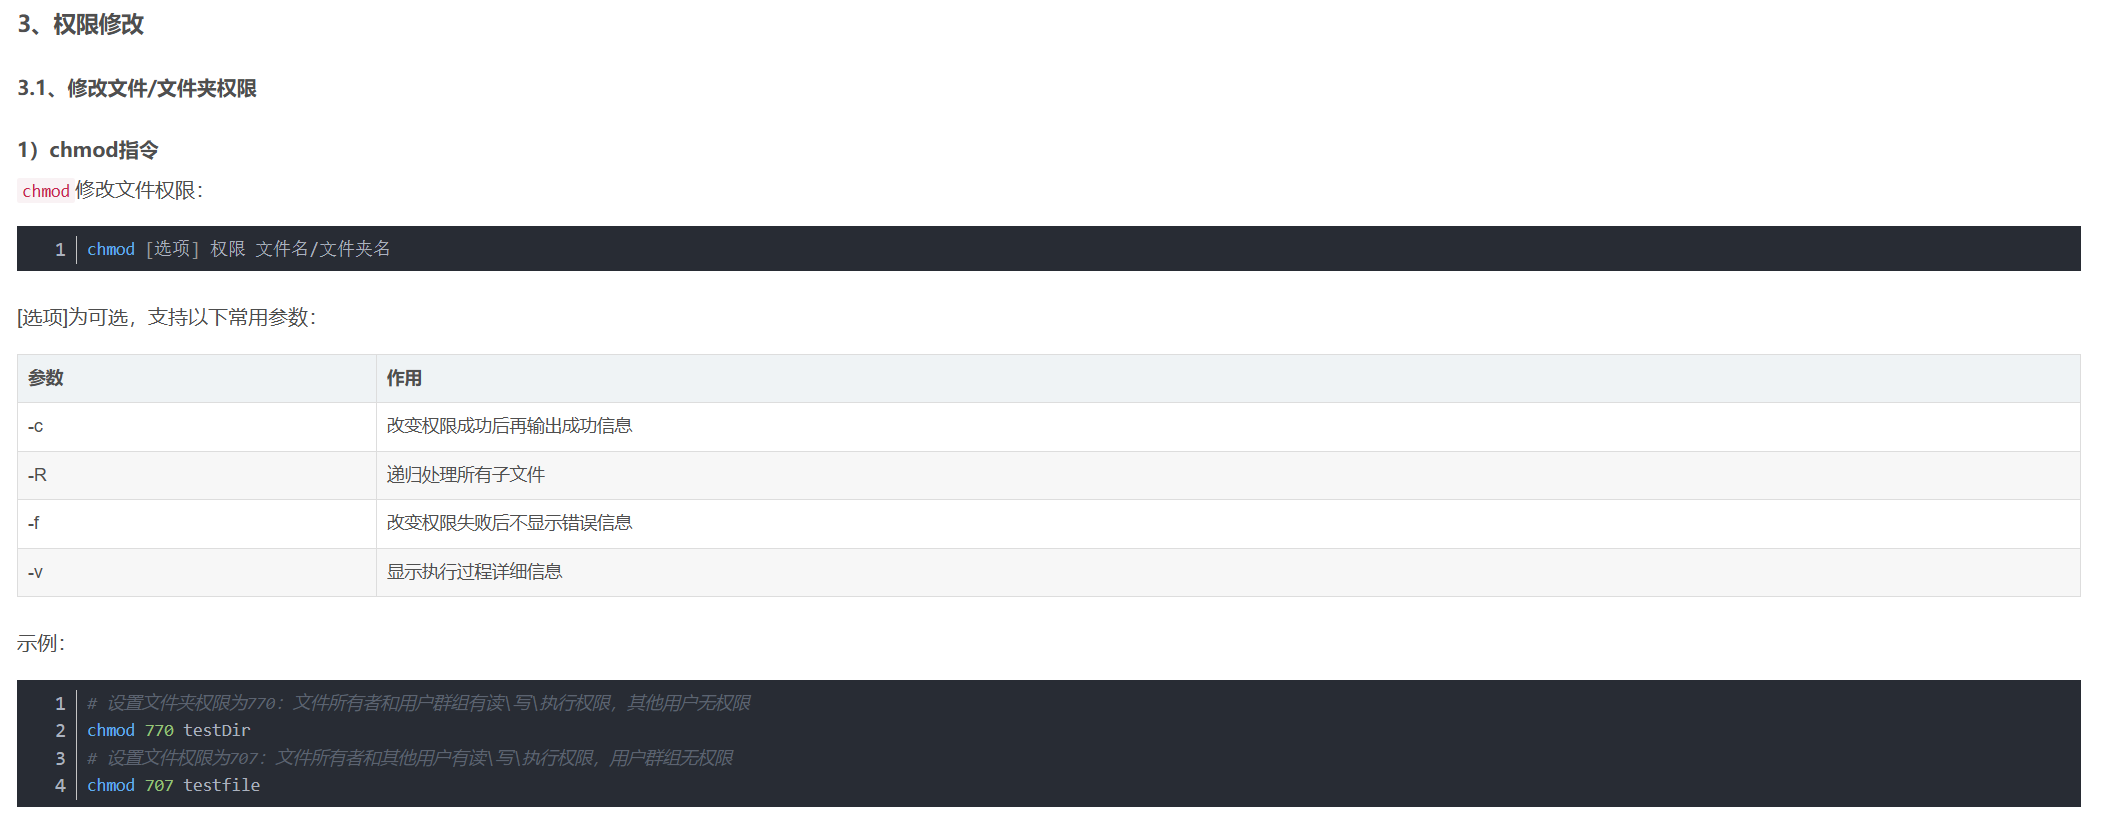 3、权限修改
3.1、修改文件/文件夹权限
1）chmod指令
chmod修改文件权限：
1 chmod [选项] 权限 文件名/文件夹名
[选项]为可选，支持以下常用参数：
参数 作用
-c 改变权限成功后再输出成功信息
-R 递归处理所有子文件
-f 改变权限失败后不显示错误信息
-v 显示执行过程详细信息
示例：
1 # 设置文件夹权限为770：文件所有者和用户群组有读\写\执行权限，其他用户无权限
2 chmod 770 testDir
3 # 设置文件权限为707：文件所有者和其他用户有读\写\执行权限，用户群组无权限
4 chmod 707 testfile